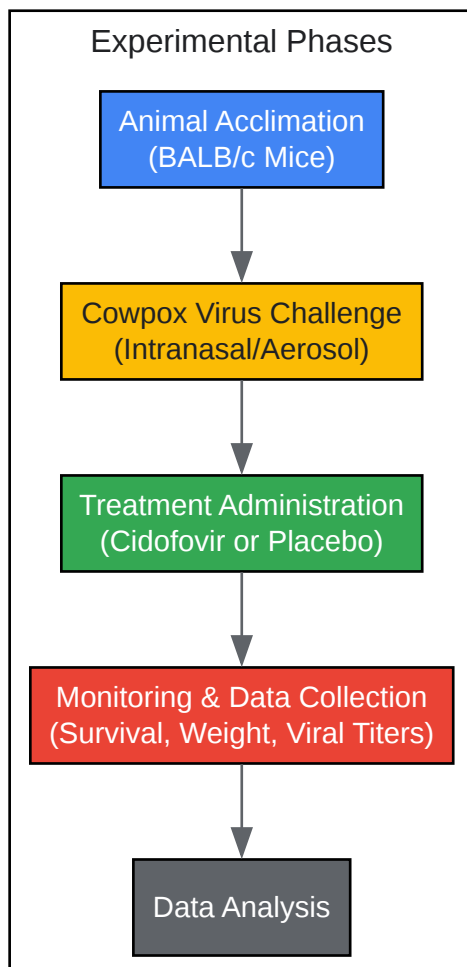 Experimental Phases
Animal Acclimation
(BALB/c Mice)
Cowpox Virus Challenge
(Intranasal/Aerosol)
Treatment Administration
(Cidofovir or Placebo)
Monitoring & Data Collection
(Survival, Weight, Viral Titers)
Data Analysis